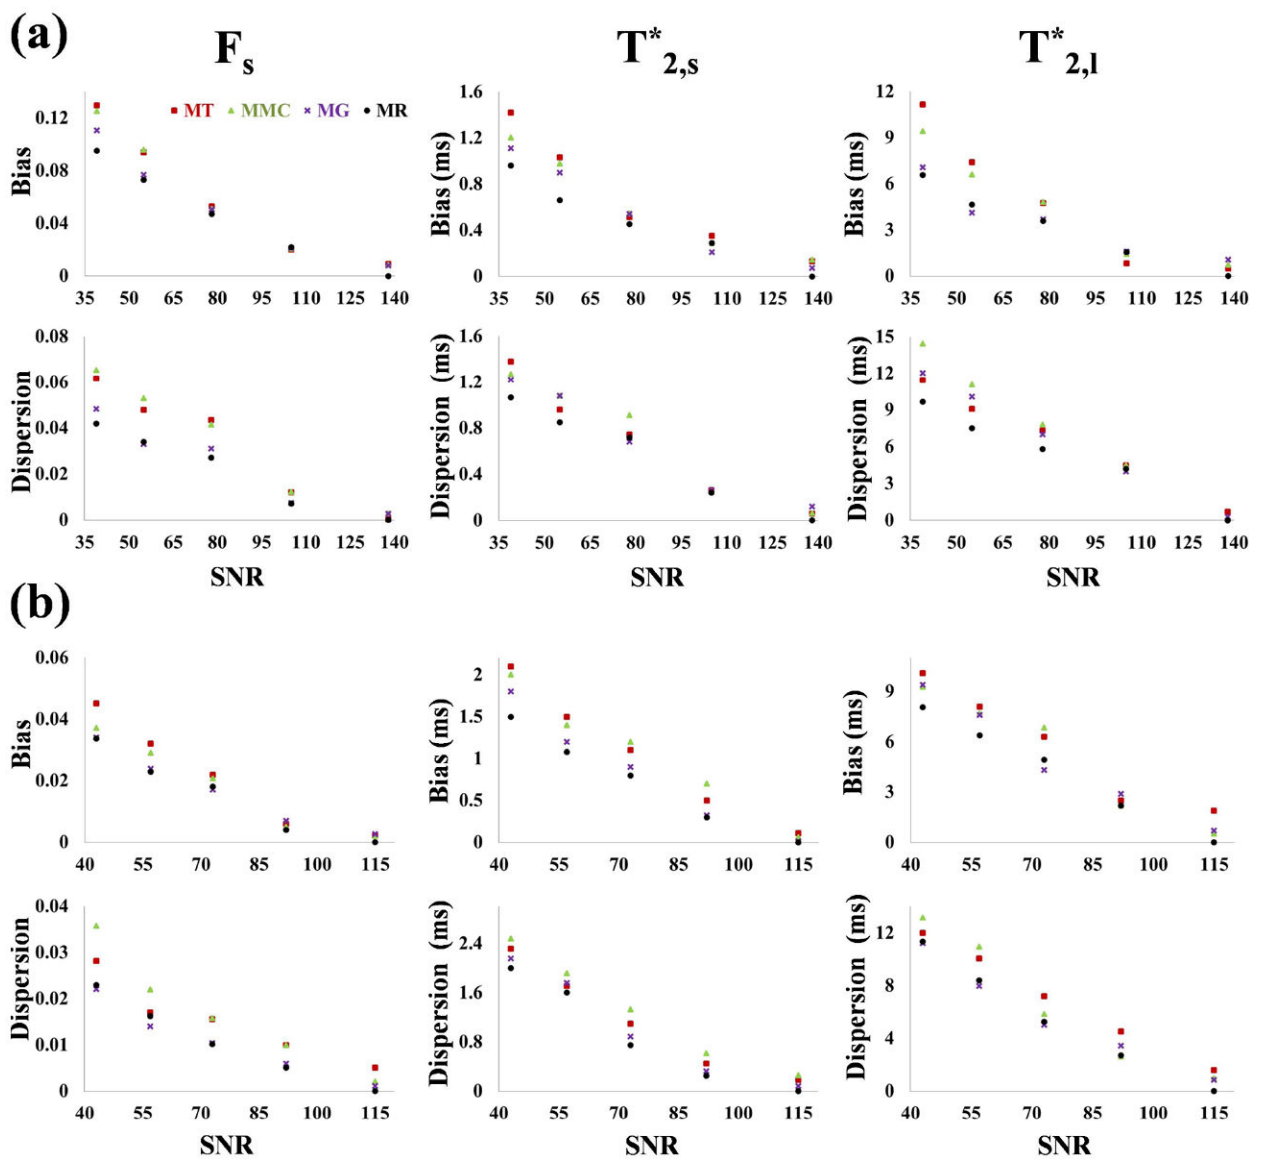 (a)
Fs T*2,s T*2,l
MT MMC MG MR
Bias
0.12
0.08
0.04
0
35 50 65 80 95 110 125 140
Bias (ms)
1.6
1.2
0.8
0.4
0
35 50 65 80 95 110 125 140
Bias (ms)
12
9
6
3
0
35 50 65 80 95 110 125 140
Dispersion
0.08
0.06
0.04
0.02
0
35 50 65 80 95 110 125 140
SNR
Dispersion (ms)
1.6
1.2
0.8
0.4
0
35 50 65 80 95 110 125 140
SNR
Dispersion (ms)
15
12
9
6
3
0
35 50 65 80 95 110 125 140
SNR
(b)
Bias
0.06
0.04
0.02
0
40 55 70 85 100 115
Bias (ms)
2
1.5
1
0.5
0
40 55 70 85 100 115
Bias (ms)
9
6
3
0
40 55 70 85 100 115
Dispersion
0.04
0.03
0.02
0.01
0
40 55 70 85 100 115
SNR
Dispersion (ms)
2.4
1.6
0.8
0
40 55 70 85 100 115
SNR
Dispersion (ms)
12
8
4
0
40 55 70 85 100 115
SNR